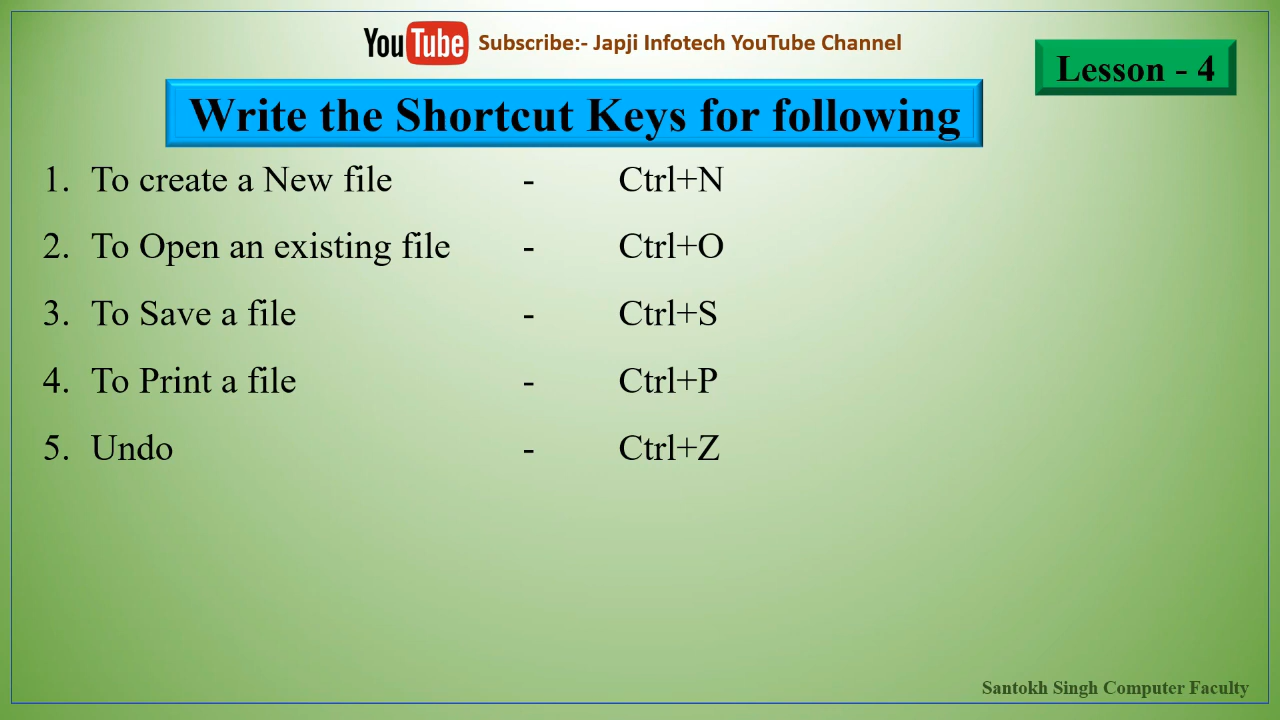 YouTube Subscribe:- Japji Infotech YouTube Channel
Lesson - 4
Write the Shortcut Keys for following
1. To create a New file - Ctrl+N
2. To Open an existing file - Ctrl+O
3. To Save a file - Ctrl+S
4. To Print a file - Ctrl+P
5. Undo - Ctrl+Z
Santokh Singh Computer Faculty